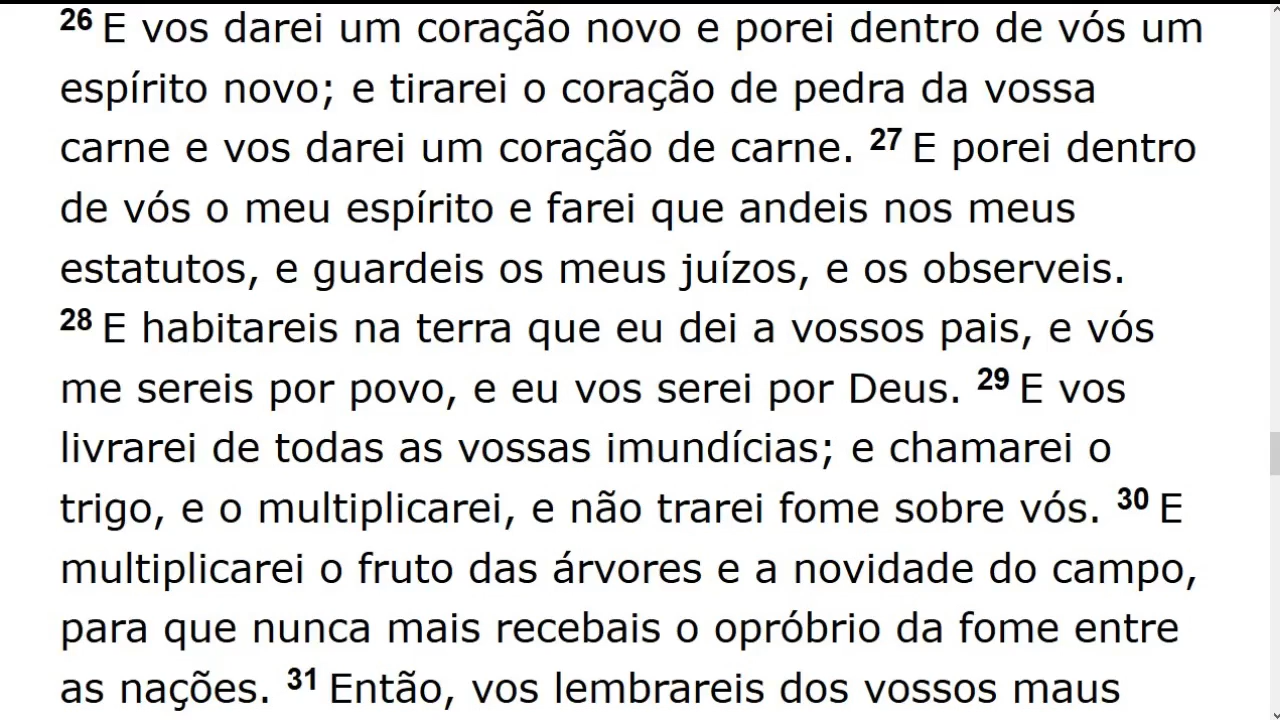 26 E vos darei um coração novo e porei dentro de vós um
espírito novo; e tirarei o coração de pedra da vossa
carne e vos darei um coração de carne. 27 E porei dentro
de vós o meu espírito e farei que andeis nos meus
estatutos, e guardeis os meus juízos, e os observeis.
28 E habitareis na terra que eu dei a vossos pais, e vós
me sereis por povo, e eu vos serei por Deus. 29 E vos
livrarei de todas as vossas imundícias; e chamarei o
trigo, e o multiplicarei, e não trarei fome sobre vós. 30 E
multiplicarei o fruto das árvores e a novidade do campo,
para que nunca mais recebais o opróbrio da fome entre
as nações. 31 Então, vos lembrareis dos vossos maus